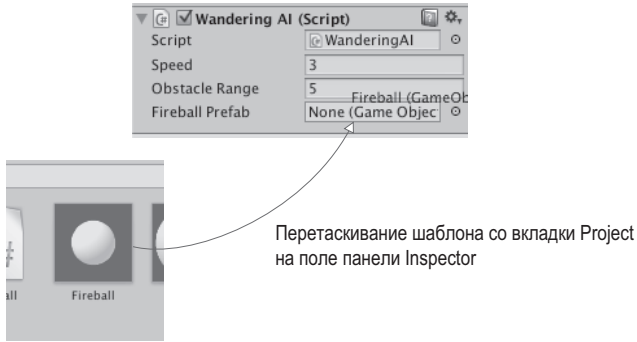 Wandering AI (Script)
Script
WanderingAI
Speed
3
Obstacle Range
5
Fireball (GameOb
Fireball Prefab
None (Game Objec
Перетаскивание шаблона со вкладки Project
на поле панели Inspector
all
Fireball